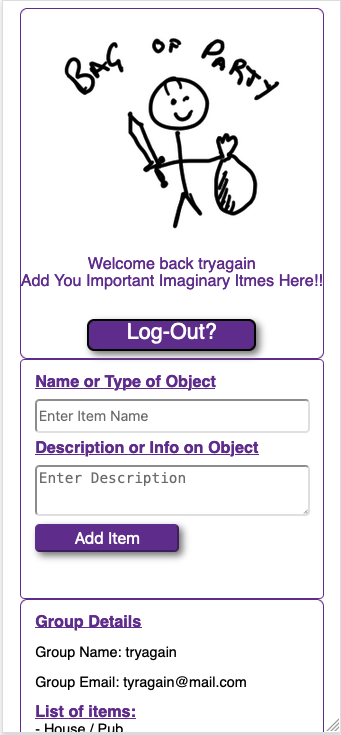 BAG OF PARTY
Welcome back tryagain
Add You Important Imaginary Itmes Here!!
Log-Out?
Name or Type of Object
Enter Item Name
Description or Info on Object
Enter Description
Add Item
Group Details
Group Name: tryagain
Group Email: tyragain@mail.com
List of items:
- House / Pub